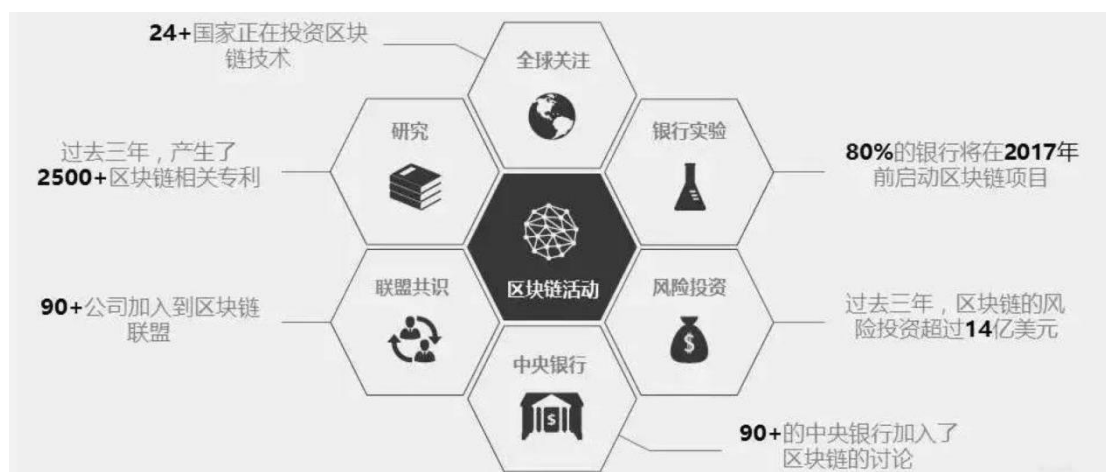 24+国家正在投资区块
链技术
全球关注
研究
银行实验
过去三年，产生了
2500+区块链相关专利
80%的银行将在2017年
前启动区块链项目
联盟共识
区块链活动
风险投资
90+公司加入到区块链
联盟
过去三年，区块链的风
险投资超过14亿美元
中央银行
$
$
90+的中央银行加入了
区块链的讨论